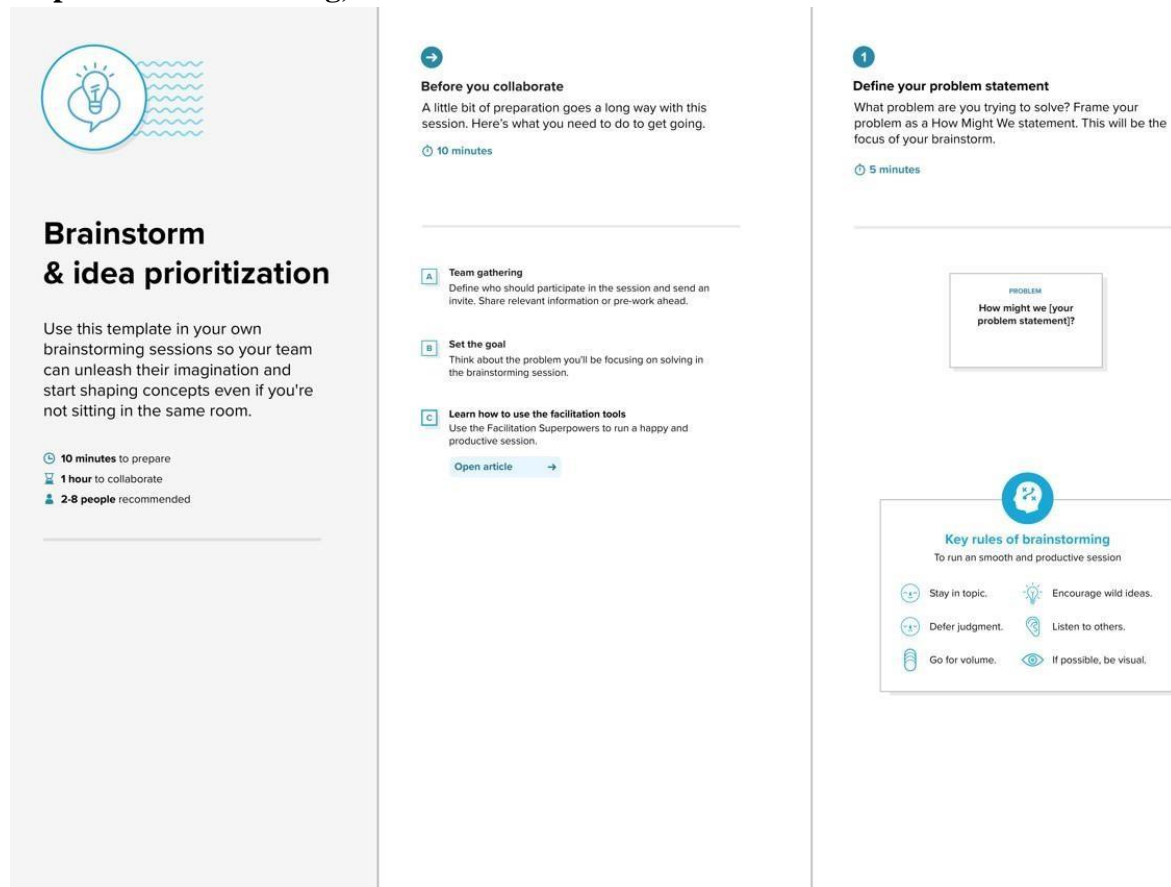 Brainstorm
& idea prioritization
Use this template in your own
brainstorming sessions so your team
can unleash their imagination and
start shaping concepts even if you're
not sitting in the same room.
10 minutes to prepare
1 hour to collaborate
2-8 people recommended
Before you collaborate
A little bit of preparation goes a long way with this
session. Here's what you need to do to get going.
10 minutes
A
Team gathering
Define who should participate in the session and send an
invite. Share relevant information or pre-work ahead.
B
Set the goal
Think about the problem you'll be focusing on solving in
the brainstorming session.
C
Learn how to use the facilitation tools
Use the Facilitation Superpowers to run a happy and
productive session.
Open article
1
Define your problem statement
What problem are you trying to solve? Frame your
problem as a How Might We statement. This will be the
focus of your brainstorm.
5 minutes
PROBLEM
How might we [your
problem statement]?
Key rules of brainstorming
To run an smooth and productive session
Stay in topic.
Encourage wild ideas.
Defer judgment.
Listen to others.
Go for volume.
If possible, be visual.